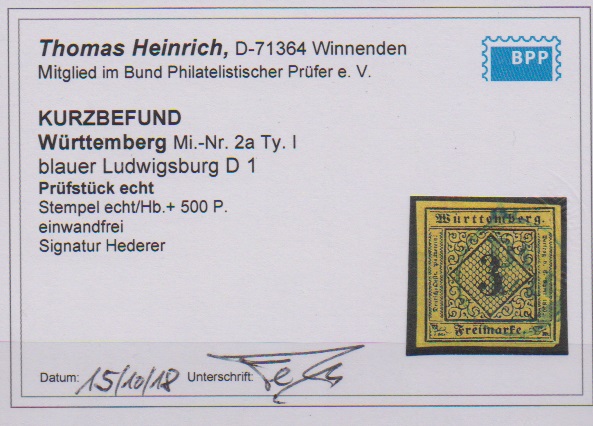 Thomas Heinrich, D-71364 Winnenden
Mitglied im Bund Philatelistischer Prüfer e. V.
BPP
KURZBEFUND
Württemberg Mi.-Nr. 2a Ty. I
blauer Ludwigsburg D 1
Prüfstück echt
Stempel echt/Hb.+ 500 P.
einwandfrei
Signatur Hederer
Württemberg.
3
Freimarke.
Datum: 15/10/18 Unterschrift: